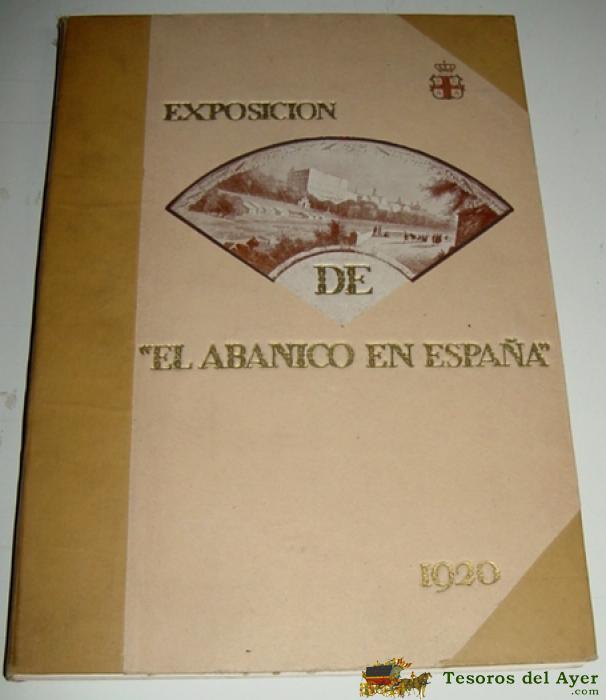 EXPOSICION
DE
"EL ABANICO EN ESPAÑA"
1920
Tesoros del Ayer
.com